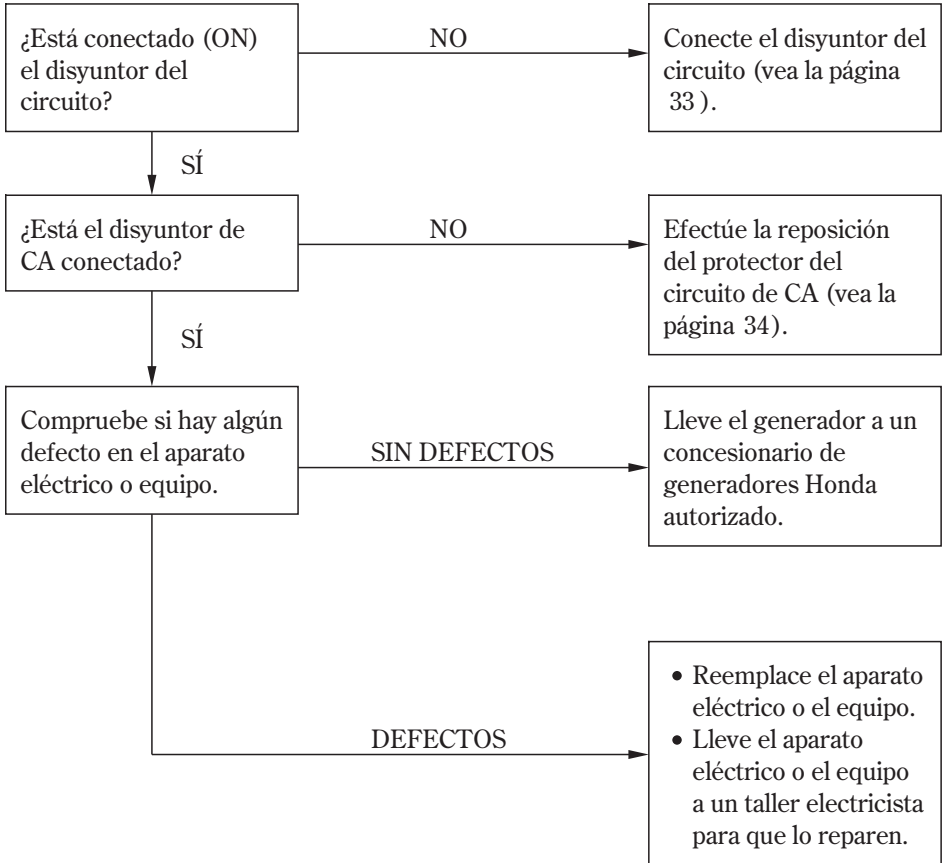 ¿Está conectado (ON)
el disyuntor del
circuito?
NO
Conecte el disyuntor del
circuito (vea la página
33 ).
SÍ
¿Está el disyuntor de
CA conectado?
NO
Efectúe la reposición
del protector del
circuito de CA (vea la
página 34).
SÍ
Compruebe si hay algún
defecto en el aparato
eléctrico o equipo.
SIN DEFECTOS
Lleve el generador a un
concesionario de
generadores Honda
autorizado.
DEFECTOS
• Reemplace el aparato
eléctrico o el equipo.
• Lleve el aparato
eléctrico o el equipo
a un taller electricista
para que lo reparen.